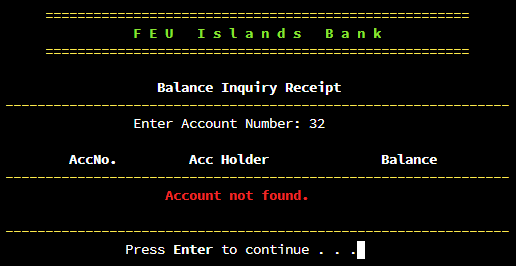 F E U   I s l a n d s   B a n k
Balance Inquiry Receipt
Enter Account Number: 32
AccNo. Acc Holder Balance
Account not found.
Press Enter to continue . . .